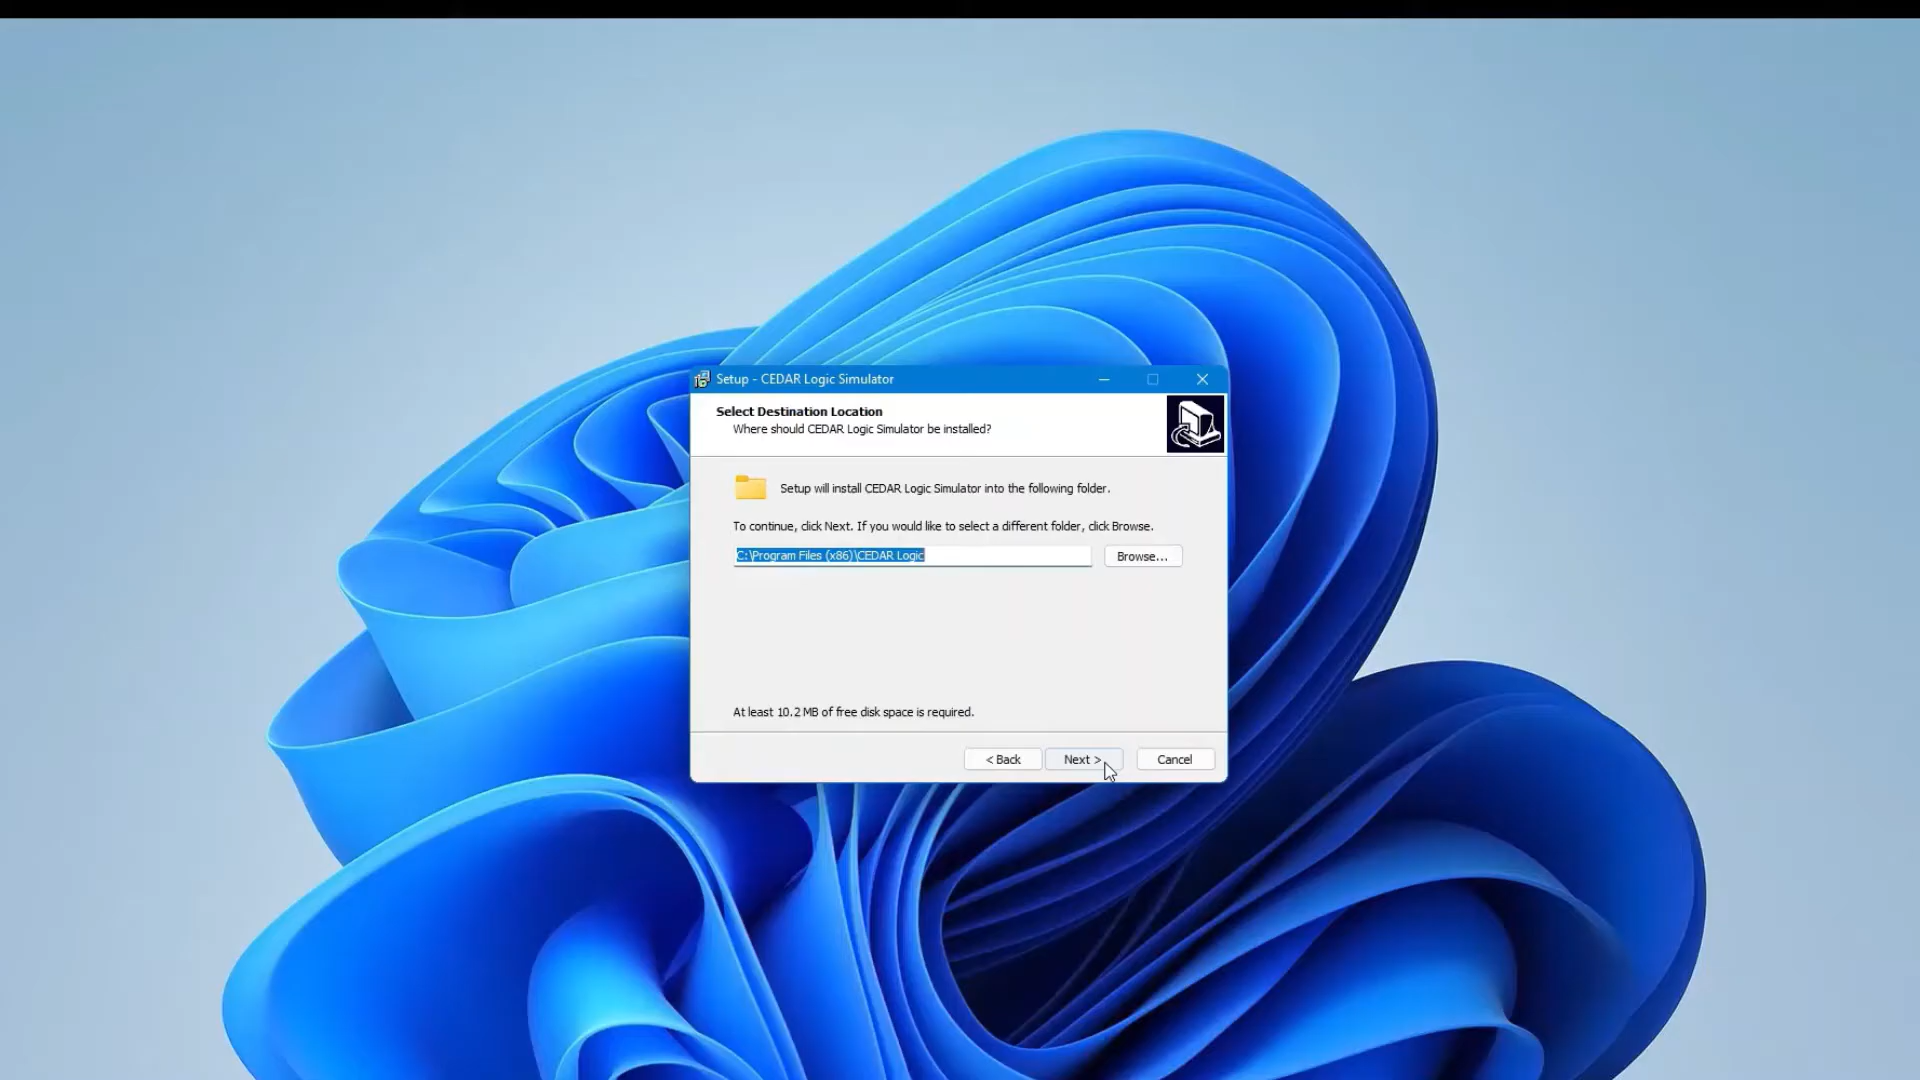 Setup - CEDAR Logic Simulator
Select Destination Location
Where should CEDAR Logic Simulator be installed?
Setup will install CEDAR Logic Simulator into the following folder.
To continue, click Next. If you would like to select a different folder, click Browse.
C:\Program Files (x86)\CEDAR Logic
Browse...
At least 10.2 MB of free disk space is required.
< Back
Next >
Cancel